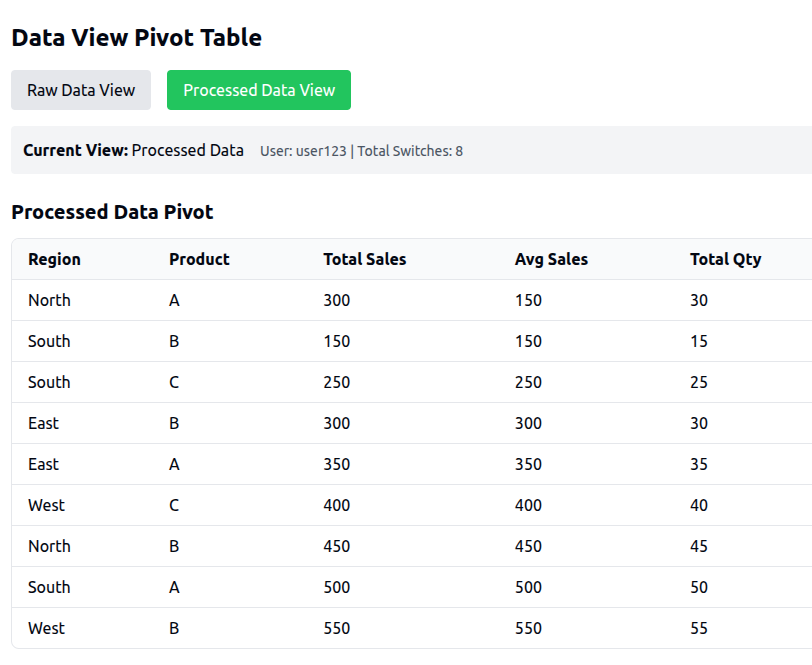 Data View Pivot Table
Raw Data View Processed Data View
Current View: Processed Data User: user123 | Total Switches: 8
Processed Data Pivot
Region Product Total Sales Avg Sales Total Qty
North A 300 150 30
South B 150 150 15
South C 250 250 25
East B 300 300 30
East A 350 350 35
West C 400 400 40
North B 450 450 45
South A 500 500 50
West B 550 550 55